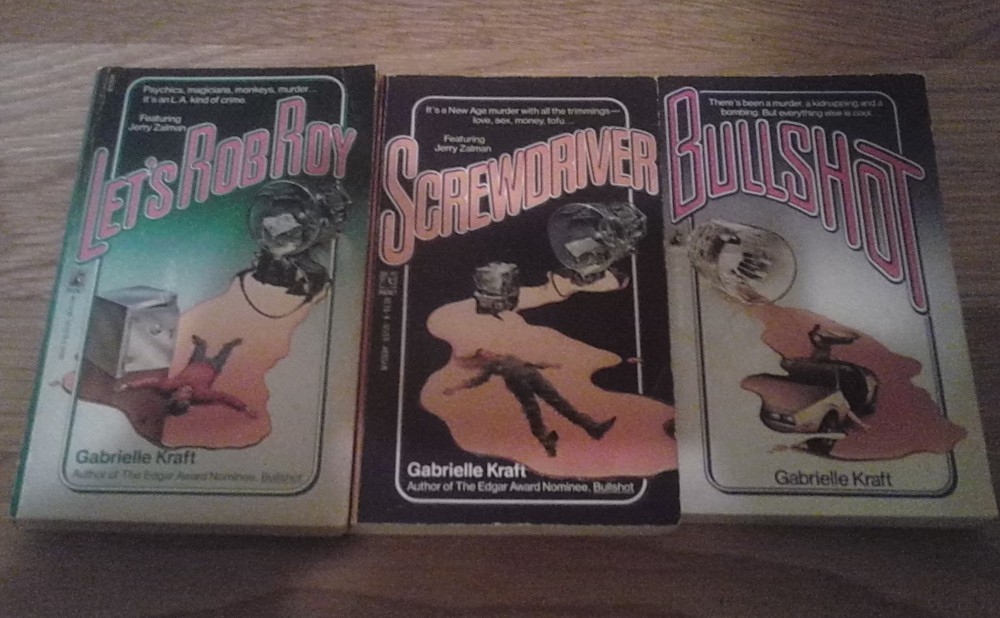 Psychics, magicians, monkeys, murder...
It's an L.A. kind of crime.
Featuring
Jerry Zalman
LET'S ROB ROY
Gabrielle Kraft
Author of The Edgar Award Nominee, Bullshot
It's a New Age murder with all the trimmings—
love, sex, money, tofu...
Featuring
Jerry Zalman
SCREWDRIVER
Gabrielle Kraft
Author of The Edgar Award Nominee, Bullshot
There's been a murder, a kidnapping and a
bombing. But everything else is cool...
BULLSHOT
Gabrielle Kraft